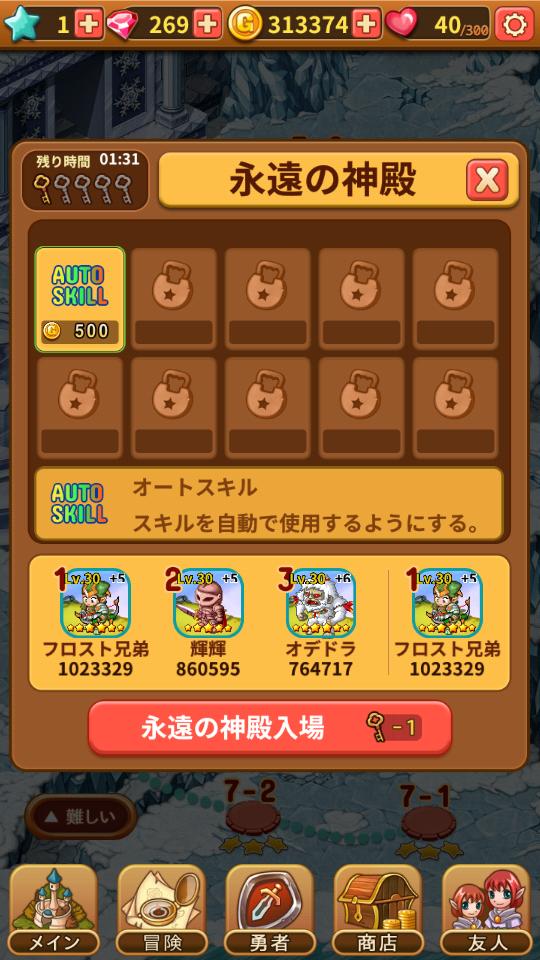 1
269
313374
40/300
残り時間 01:31
永遠の神殿
AUTO SKILL
500
AUTO SKILL
オートスキル
スキルを自動で使用するようにする。
1 Lv.30 +5
フロスト兄弟
1023329
2 Lv.30 +5
輝輝
860595
3 Lv.30 +6
オデドラ
764717
1 Lv.30 +5
フロスト兄弟
1023329
永遠の神殿入場 -1
7-2
7-1
▲ 難しい
メイン
冒険
勇者
商店
友人